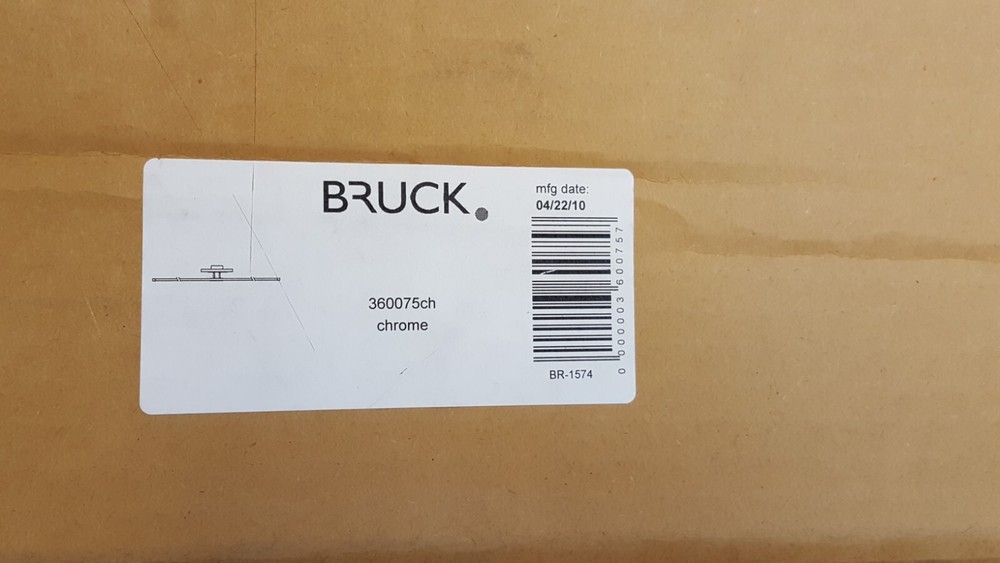 BRUCK.
mfg date:
04/22/10
360075ch
chrome
0 000003 600757
BR-1574